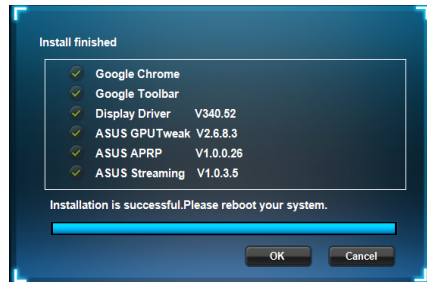 Install finished
Google Chrome
Google Toolbar
Display Driver V340.52
ASUS GPUTweak V2.6.8.3
ASUS APRP V1.0.0.26
ASUS Streaming V1.0.3.5
Installation is successful.Please reboot your system.
OK Cancel